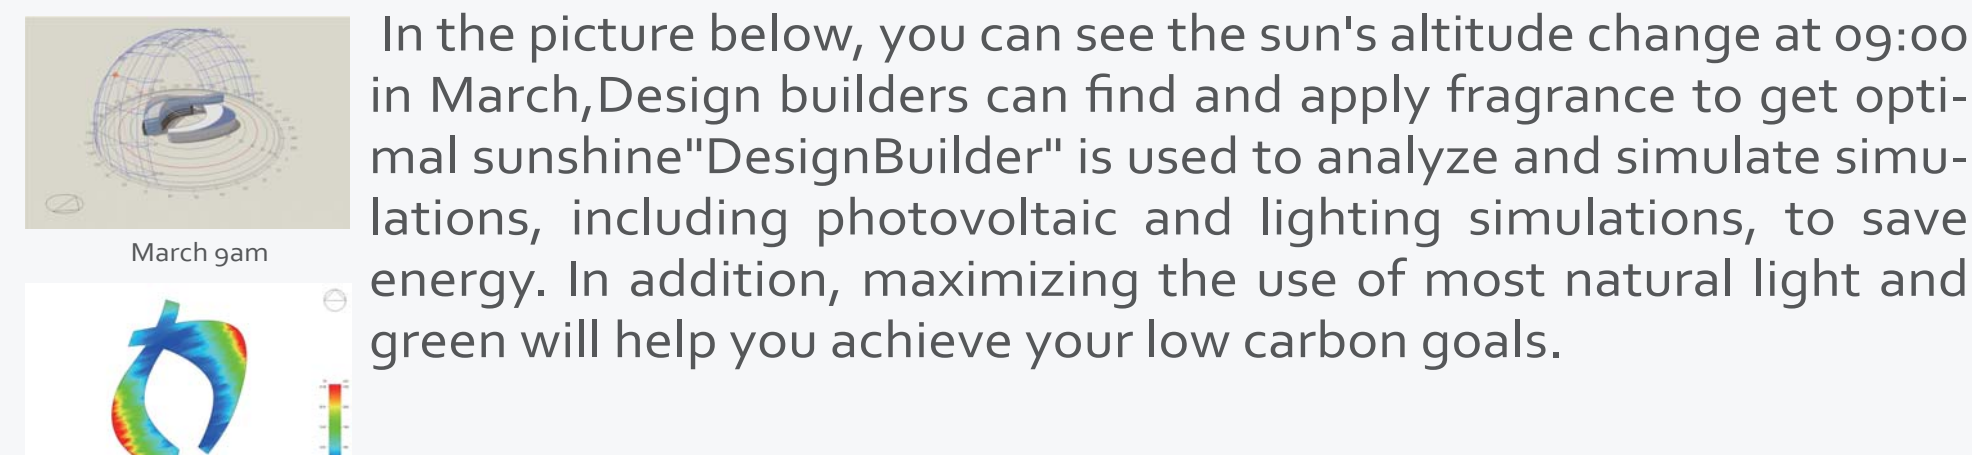 In the picture below, you can see the sun's altitude change at 09:00
in March,Design builders can find and apply fragrance to get opti-
mal sunshine"DesignBuilder" is used to analyze and simulate simu-
lations, including photovoltaic and lighting simulations, to save
energy. In addition, maximizing the use of most natural light and
green will help you achieve your low carbon goals.
March 9am